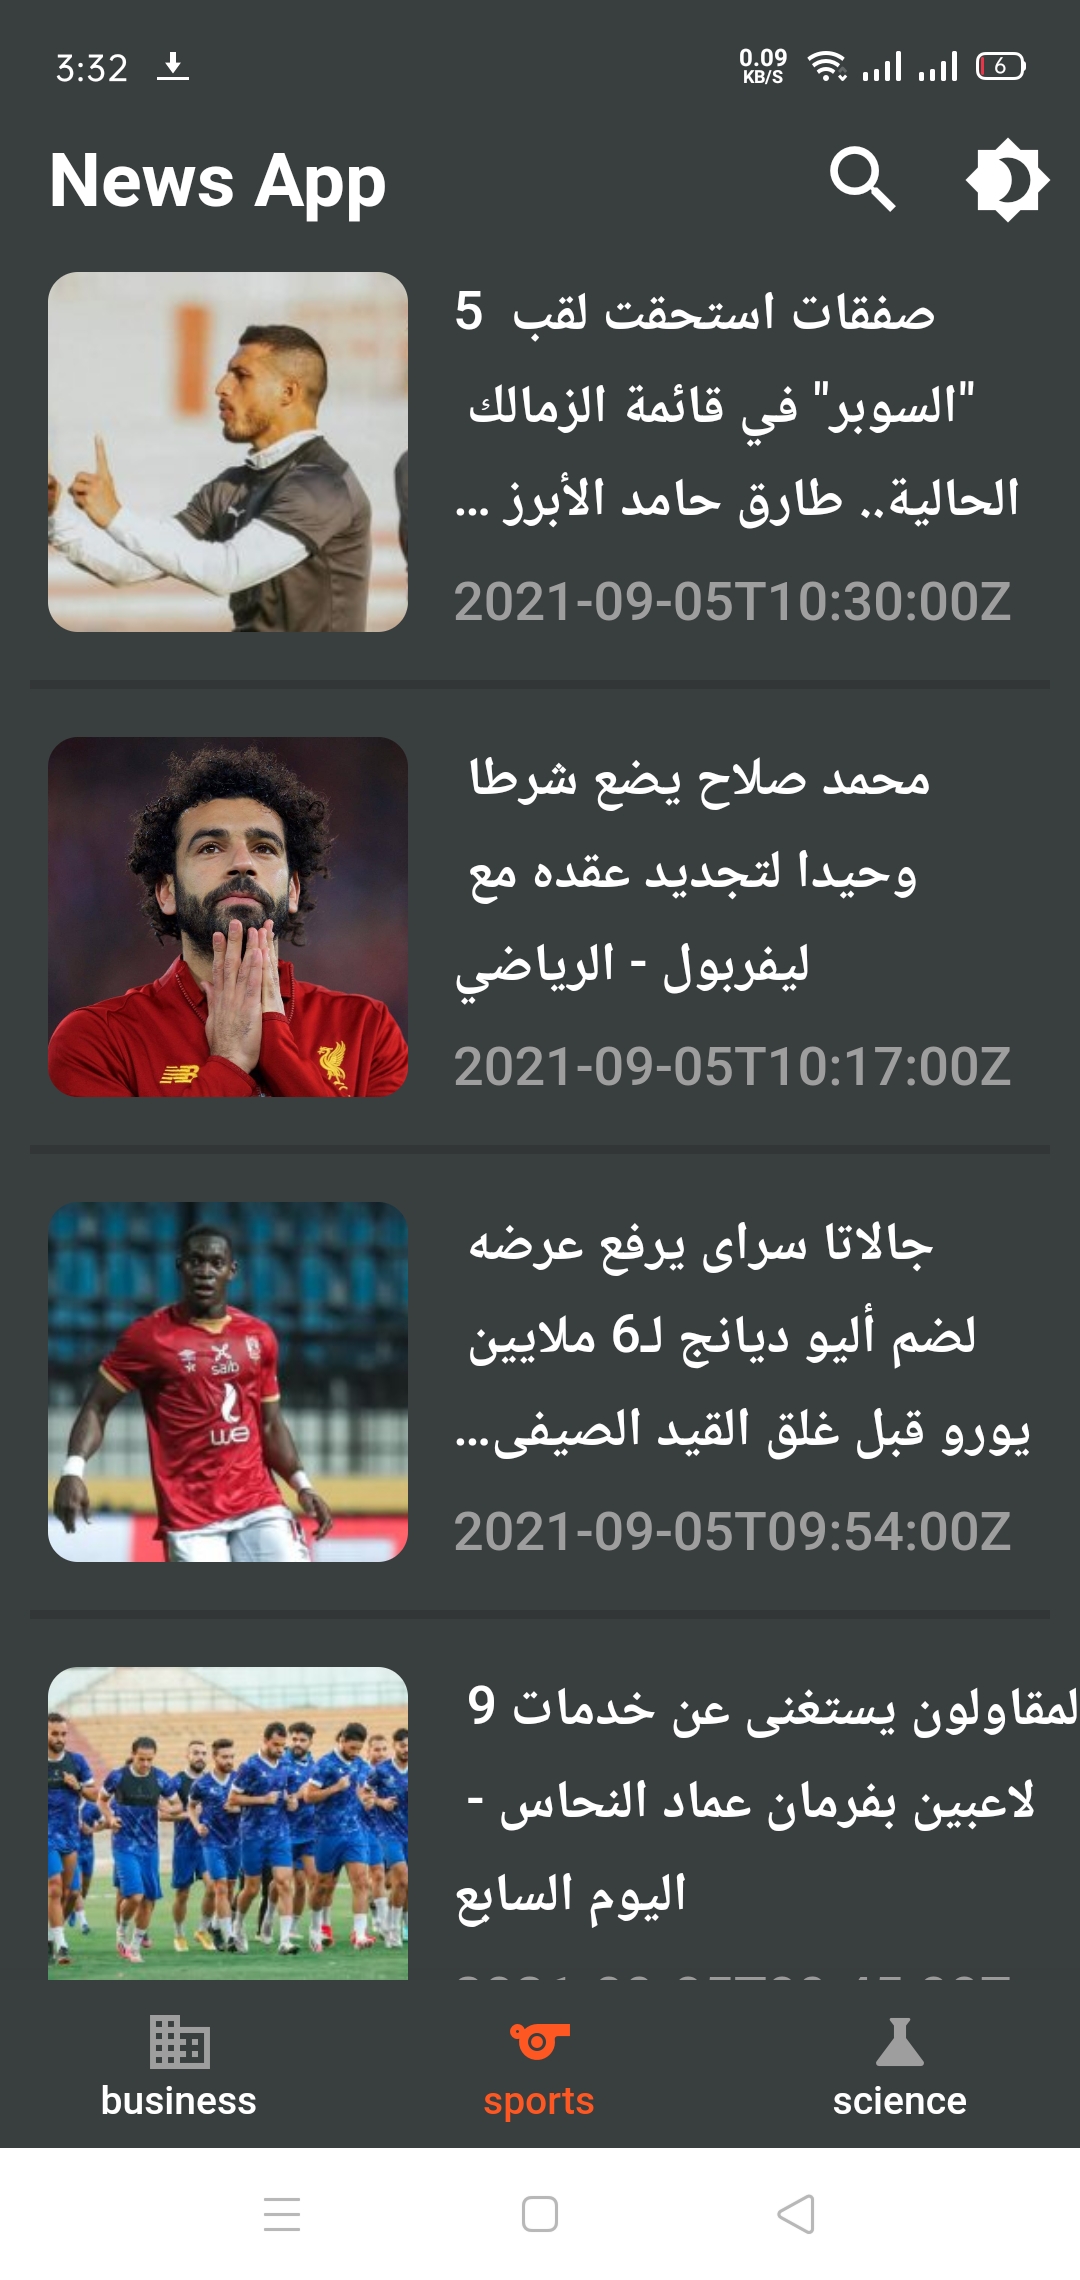 3:32
0.09
KB/S
6
News App
5 صفقات استحقت لقب
"السوبر" في قائمة الزمالك
الحالية.. طارق حامد الأبرز ...
2021-09-05T10:30:00Z
محمد صلاح يضع شرطا
وحيدا لتجديد عقده مع
ليفربول - الرياضي
2021-09-05T10:17:00Z
جالاتا سراى يرفع عرضه
لضم أليو ديانج لـ6 ملايين
يورو قبل غلق القيد الصيفى...
2021-09-05T09:54:00Z
saib
we
لمقاولون يستغنى عن خدمات 9
لاعبين بفرمان عماد النحاس -
اليوم السابع
business
sports
science